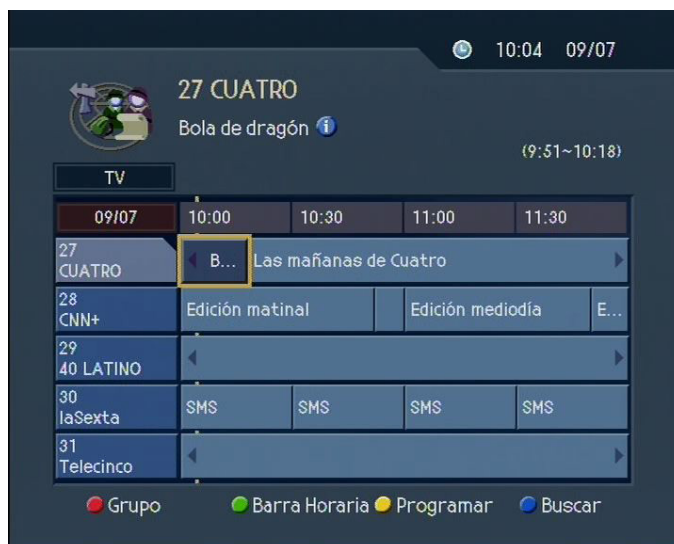 10:04 09/07
27 CUATRO
Bola de dragón
(9:51~10:18)
TV
09/07 10:00 10:30 11:00 11:30
27
CUATRO
B... Las mañanas de Cuatro
28
CNN+
Edición matinal Edición mediodía E...
29
40 LATINO
30
laSexta
SMS SMS SMS SMS
31
Telecinco
Grupo Barra Horaria Programar Buscar